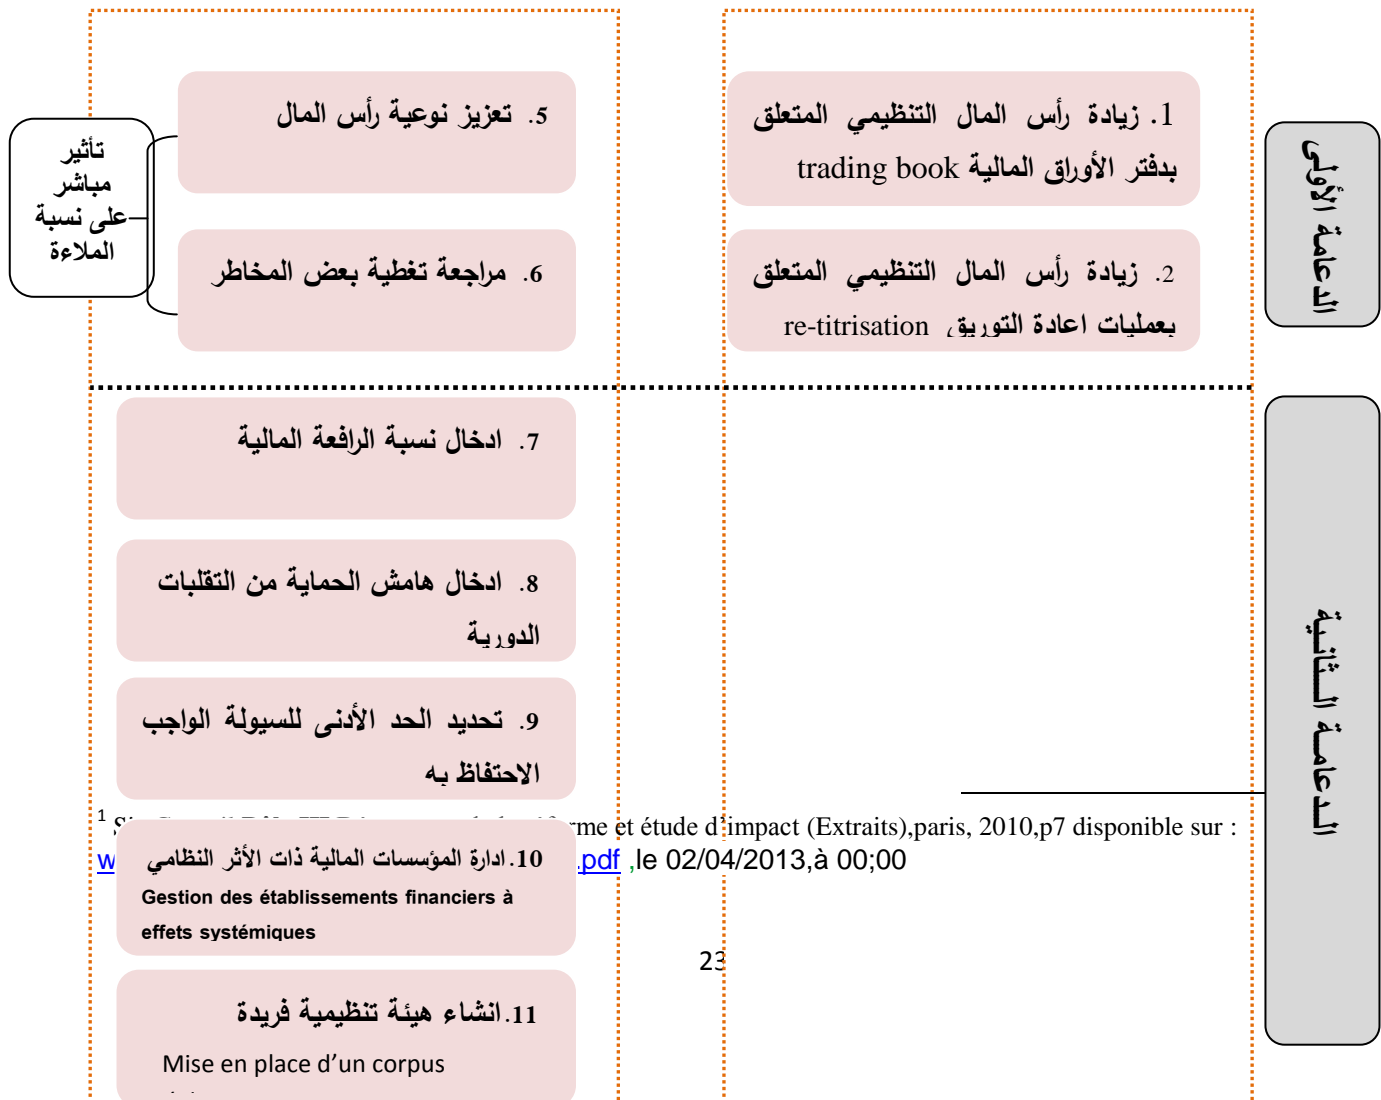 الدعامة الأولى
1. زيادة رأس المال التنظيمي المتعلق
بدفتر الأوراق المالية trading book
2. زيادة رأس المال التنظيمي المتعلق
بعمليات اعادة التوريق re-titrisation
5. تعزيز نوعية رأس المال
6. مراجعة تغطية بعض المخاطر
تأثير
مباشر
على نسبة
الملاءة
الدعامة الثانية
7. ادخال نسبة الرافعة المالية
8. ادخال هامش الحماية من التقلبات
الدورية
9. تحديد الحد الأدنى للسيولة الواجب
الاحتفاظ به
10. ادارة المؤسسات المالية ذات الأثر النظامي
Gestion des établissements financiers à
effets systémiques
11. انشاء هيئة تنظيمية فريدة
Mise en place d’un corpus
1 et étude d’impact (Extraits),paris, 2010,p7 disponible sur :
.pdf ,le 02/04/2013,à 00;00
23